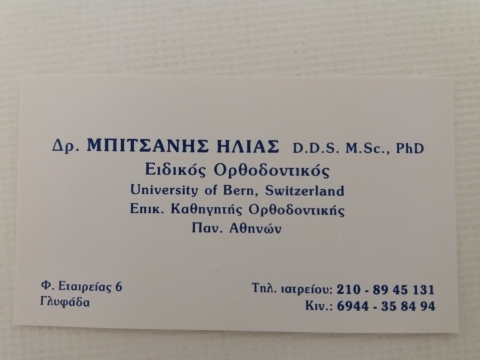 Δρ. ΜΠΙΤΣΑΝΗΣ ΗΛΙΑΣ D.D.S. M.Sc., PhD
Ειδικός Ορθοδοντικός
University of Bern, Switzerland
Επικ. Καθηγητής Ορθοδοντικής
Παν. Αθηνών
Φ. Εταιρείας 6
Γλυφάδα
Τηλ. ιατρείου: 210 - 89 45 131
Κιν.: 6944 - 35 84 94